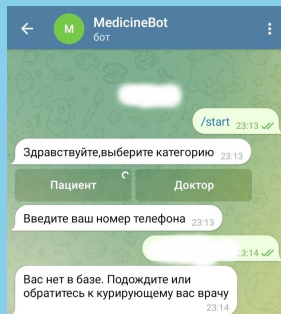 M MedicineBot
бот
/start 23:13
Здравствуйте,выберите категорию 23:13
Пациент Доктор
Введите ваш номер телефона 23:13
3:14
Вас нет в базе. Подождите или
обратитесь к курирующему вас врачу
23:14